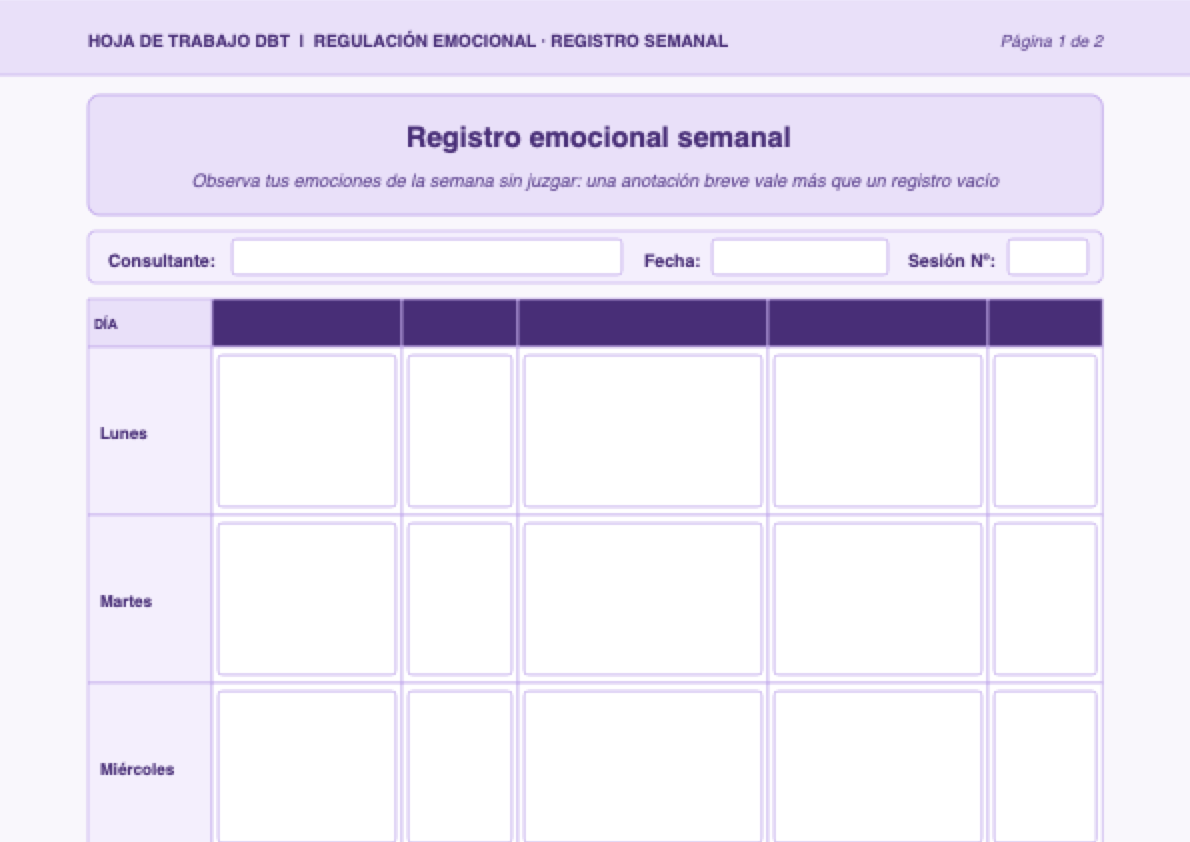 HOJA DE TRABAJO DBT | REGULACIÓN EMOCIONAL · REGISTRO SEMANAL
Página 1 de 2
Registro emocional semanal
Observa tus emociones de la semana sin juzgar: una anotación breve vale más que un registro vacío
Consultante: Fecha: Sesión Nº:
DÍA
Lunes
Martes
Miércoles